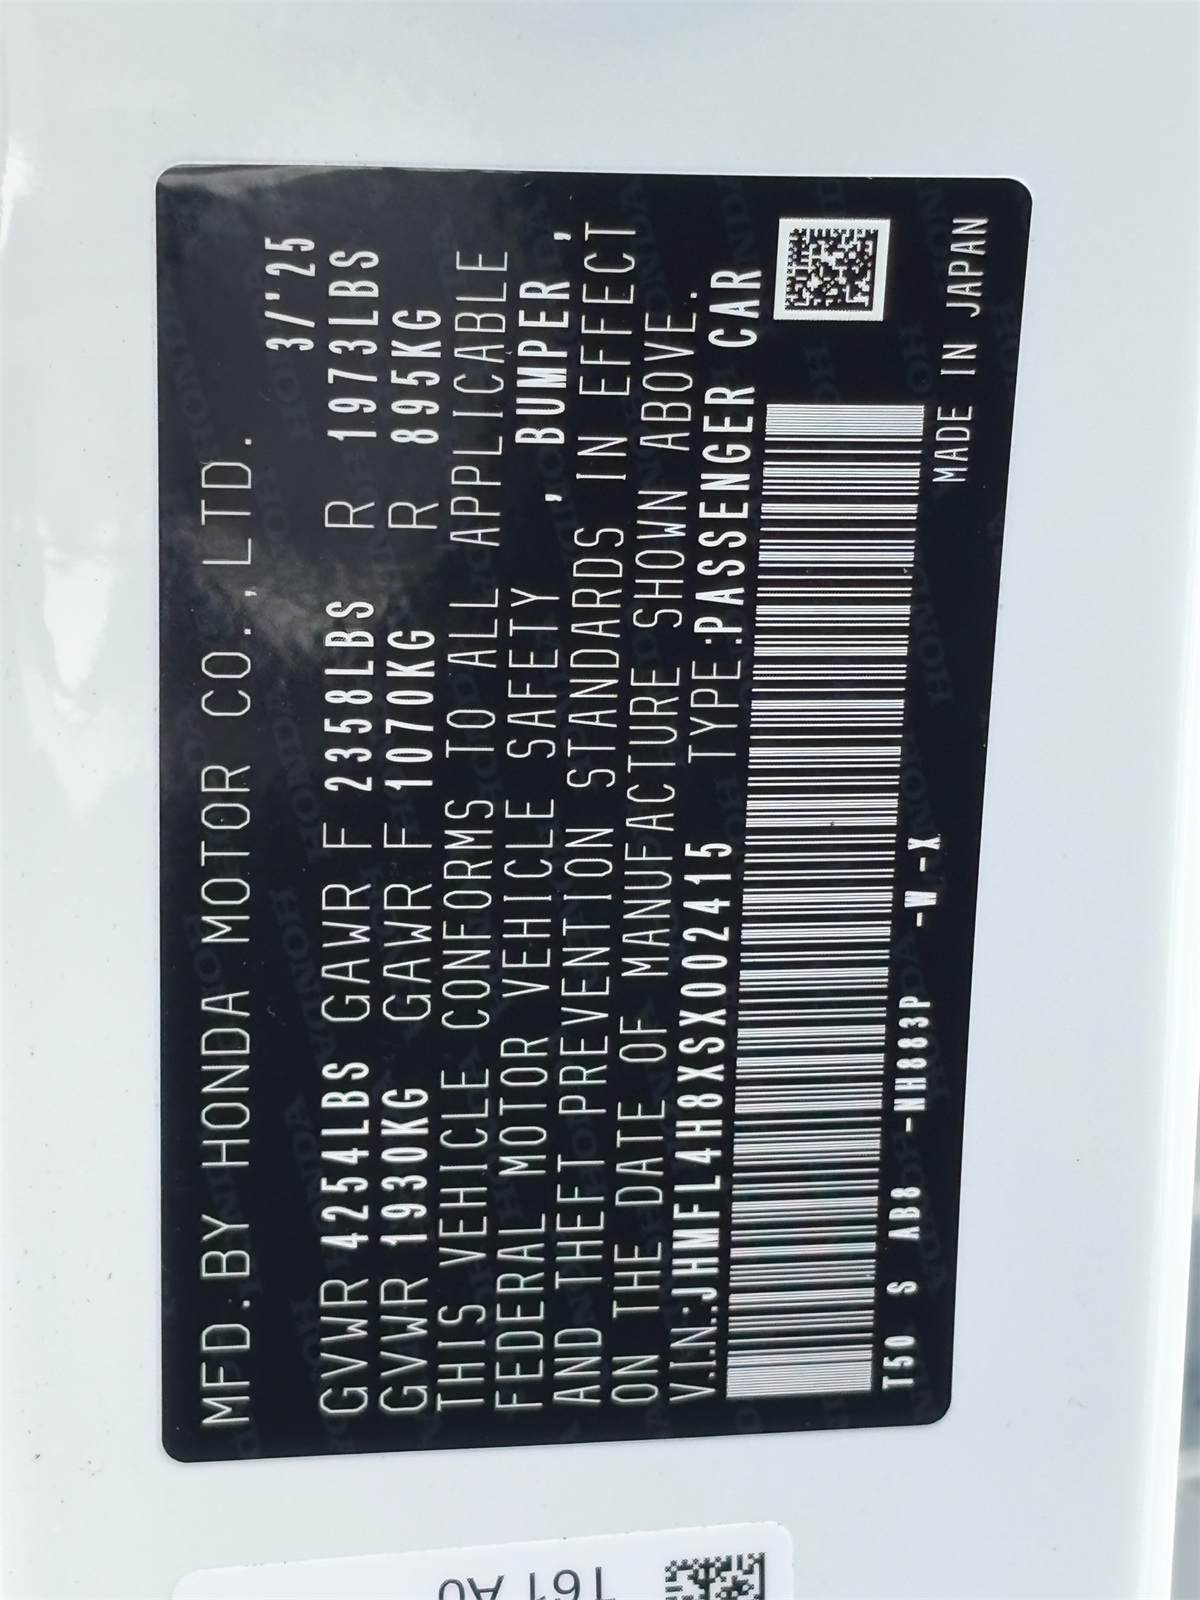 MFD. BY HONDA MOTOR CO., LTD.
3/'25
GVWR 4254LBS GAWR F 2358LBS R 1973LBS
GVWR 1930KG GAWR F 1070KG R 895KG
THIS VEHICLE CONFORMS TO ALL APPLICABLE
FEDERAL MOTOR VEHICLE SAFETY , BUMPER ,
AND THEFT PREVENTION STANDARDS IN EFFECT
ON THE DATE OF MANUFACTURE SHOWN ABOVE.
V.I.N.:JHMFL4H8XSX002415 TYPE:PASSENGER CAR
T50 S AB8 -NH883P -W -X
MADE IN JAPAN
T61 A0